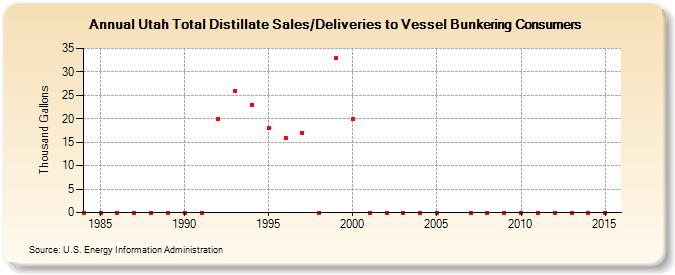 Annual Utah Total Distillate Sales/Deliveries to Vessel Bunkering Consumers
Thousand Gallons
35
30
25
20
15
10
5
0
1985 1990 1995 2000 2005 2010 2015
Source: U.S. Energy Information Administration